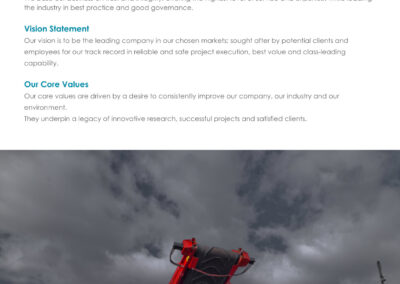 the industry in best practice and good governance.
Vision Statement
Our vision is to be the leading company in our chosen markets; sought after by potential clients and
employees for our track record in reliable and safe project execution, best value and class-leading
capability.
Our Core Values
Our core values are driven by a desire to consistently improve our company, our industry and our
environment.
They underpin a legacy of innovative research, successful projects and satisfied clients.